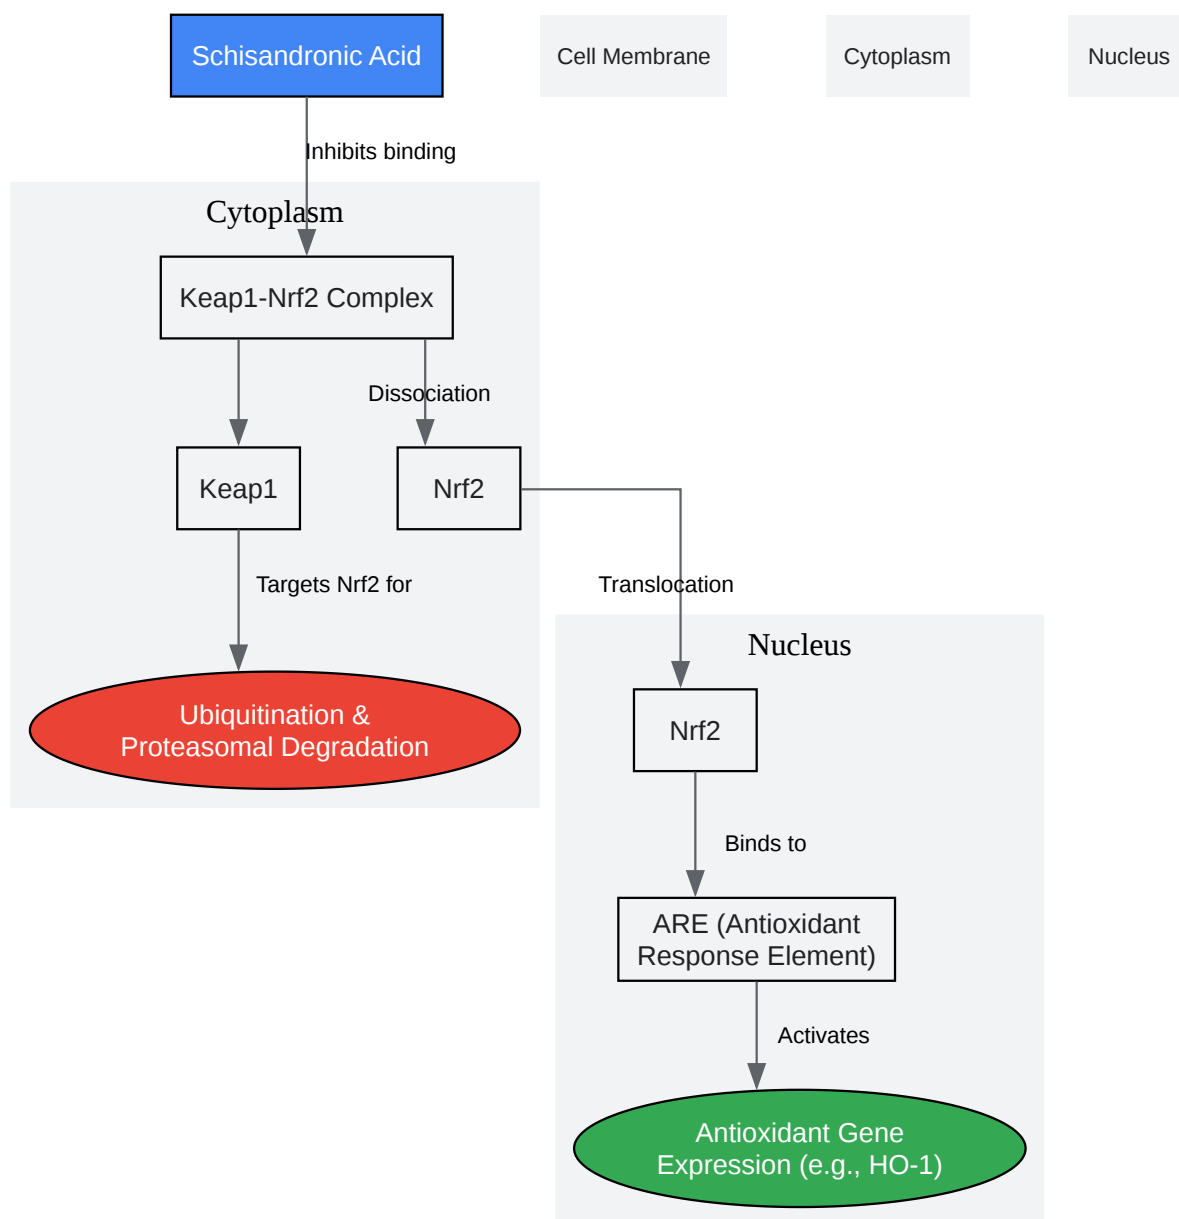 Schisandronic Acid
Cell Membrane
Cytoplasm
Nucleus
Inhibits binding
Cytoplasm
Keap1-Nrf2 Complex
Dissociation
Keap1
Nrf2
Targets Nrf2 for
Translocation
Nucleus
Ubiquitination &
Proteasomal Degradation
Nrf2
Binds to
ARE (Antioxidant
Response Element)
Activates
Antioxidant Gene
Expression (e.g., HO-1)